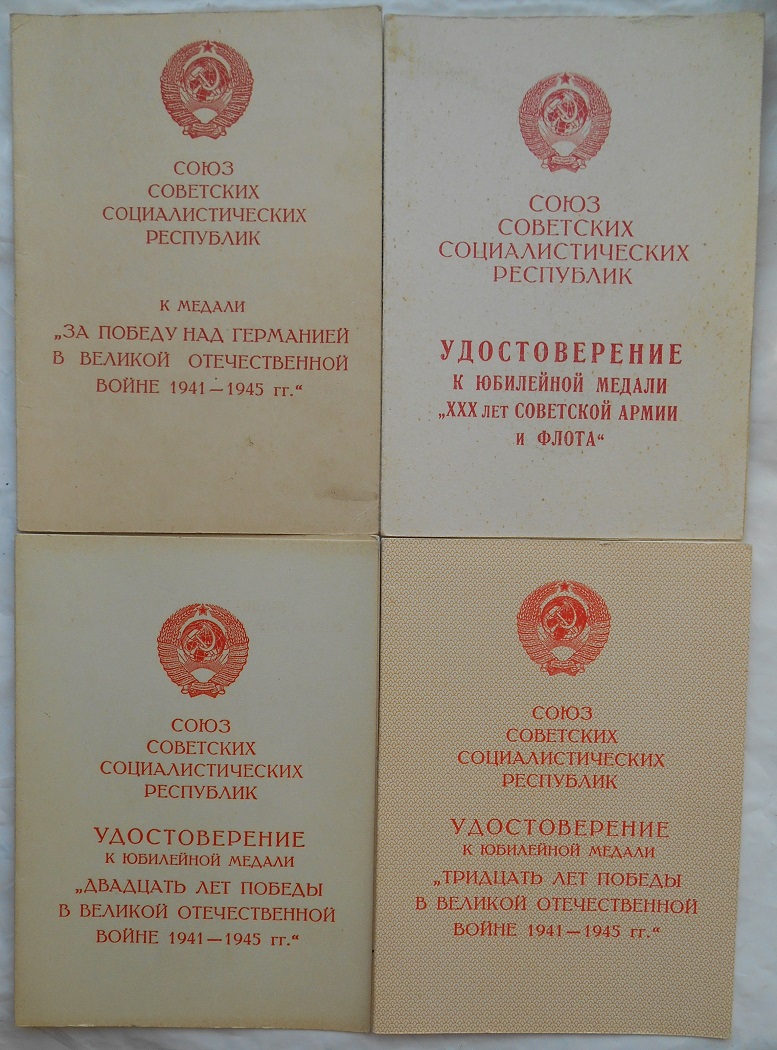 СОЮЗ
СОВЕТСКИХ
СОЦИАЛИСТИЧЕСКИХ
РЕСПУБЛИК
К МЕДАЛИ
„ЗА ПОБЕДУ НАД ГЕРМАНИЕЙ
В ВЕЛИКОЙ ОТЕЧЕСТВЕННОЙ
ВОЙНЕ 1941—1945 гг.“
СОЮЗ
СОВЕТСКИХ
СОЦИАЛИСТИЧЕСКИХ
РЕСПУБЛИК
УДОСТОВЕРЕНИЕ
К ЮБИЛЕЙНОЙ МЕДАЛИ
„XXX ЛЕТ СОВЕТСКОЙ АРМИИ
И ФЛОТА“
СОЮЗ
СОВЕТСКИХ
СОЦИАЛИСТИЧЕСКИХ
РЕСПУБЛИК
УДОСТОВЕРЕНИЕ
К ЮБИЛЕЙНОЙ МЕДАЛИ
„ДВАДЦАТЬ ЛЕТ ПОБЕДЫ
В ВЕЛИКОЙ ОТЕЧЕСТВЕННОЙ
ВОЙНЕ 1941—1945 гг.“
СОЮЗ
СОВЕТСКИХ
СОЦИАЛИСТИЧЕСКИХ
РЕСПУБЛИК
УДОСТОВЕРЕНИЕ
К ЮБИЛЕЙНОЙ МЕДАЛИ
„ТРИДЦАТЬ ЛЕТ ПОБЕДЫ
В ВЕЛИКОЙ ОТЕЧЕСТВЕННОЙ
ВОЙНЕ 1941—1945 гг.“